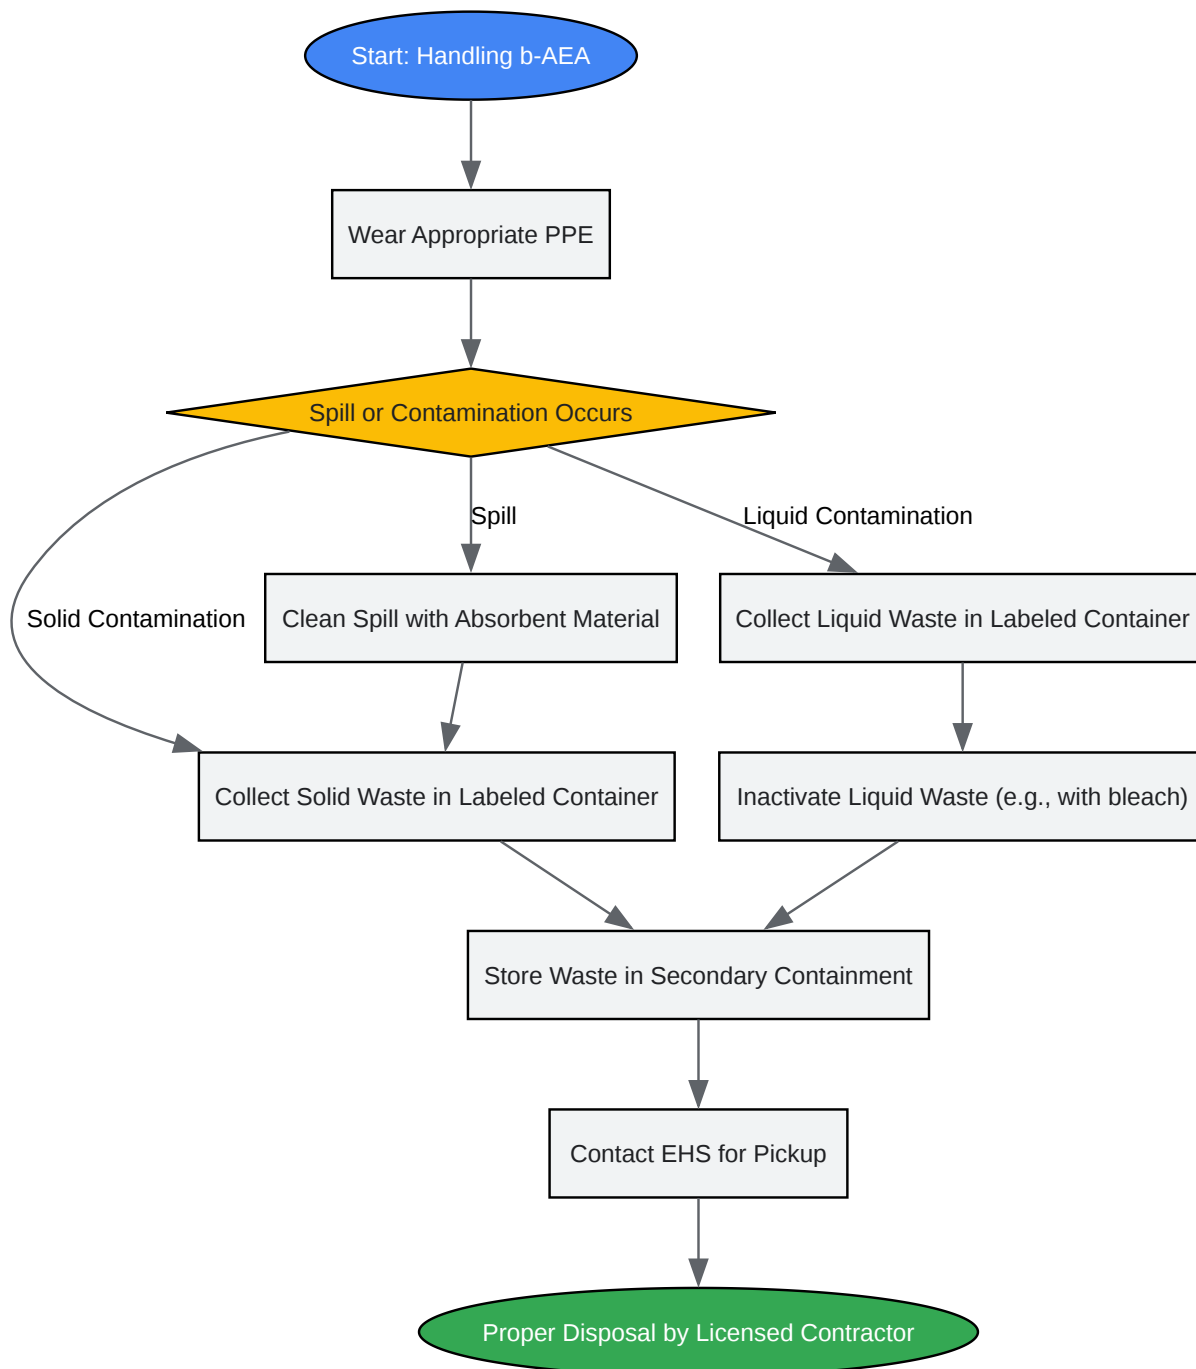 Start: Handling b-AEA
Wear Appropriate PPE
Spill or Contamination Occurs
Spill
Liquid Contamination
Solid Contamination
Clean Spill with Absorbent Material
Collect Liquid Waste in Labeled Container
Collect Solid Waste in Labeled Container
Inactivate Liquid Waste (e.g., with bleach)
Store Waste in Secondary Containment
Contact EHS for Pickup
Proper Disposal by Licensed Contractor